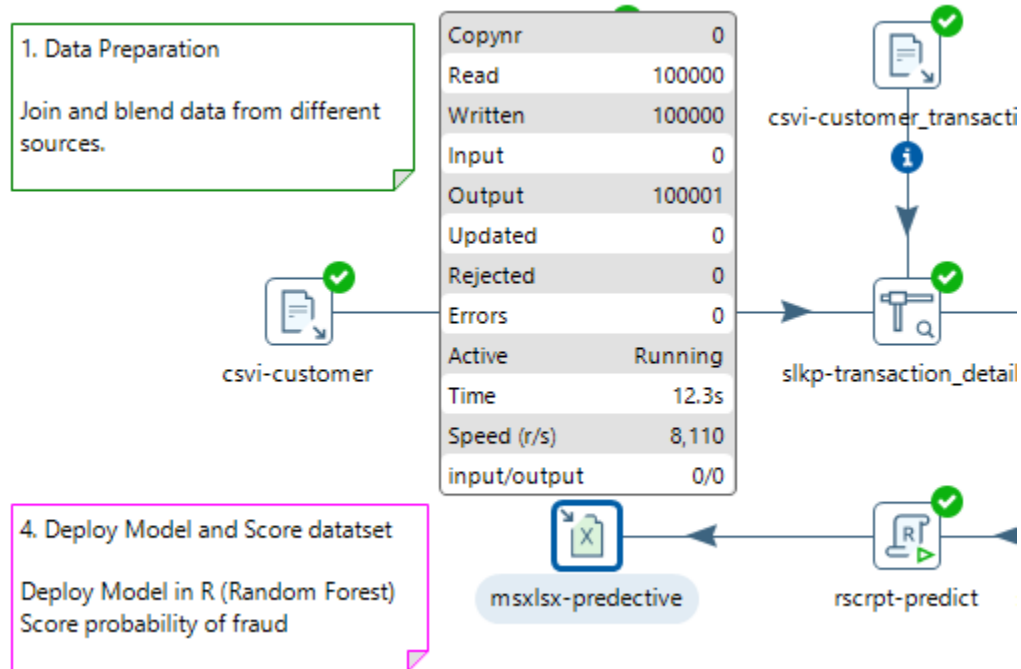 1. Data Preparation
Join and blend data from different
sources.
Copynr 0
Read 100000
Written 100000
Input 0
Output 100001
Updated 0
Rejected 0
Errors 0
Active Running
Time 12.3s
Speed (r/s) 8,110
input/output 0/0
csvi-customer_transacti
i
csvi-customer
slkp-transaction_detail
4. Deploy Model and Score datatset
Deploy Model in R (Random Forest)
Score probability of fraud
X
msxlsx-predective
R
rscrpt-predict